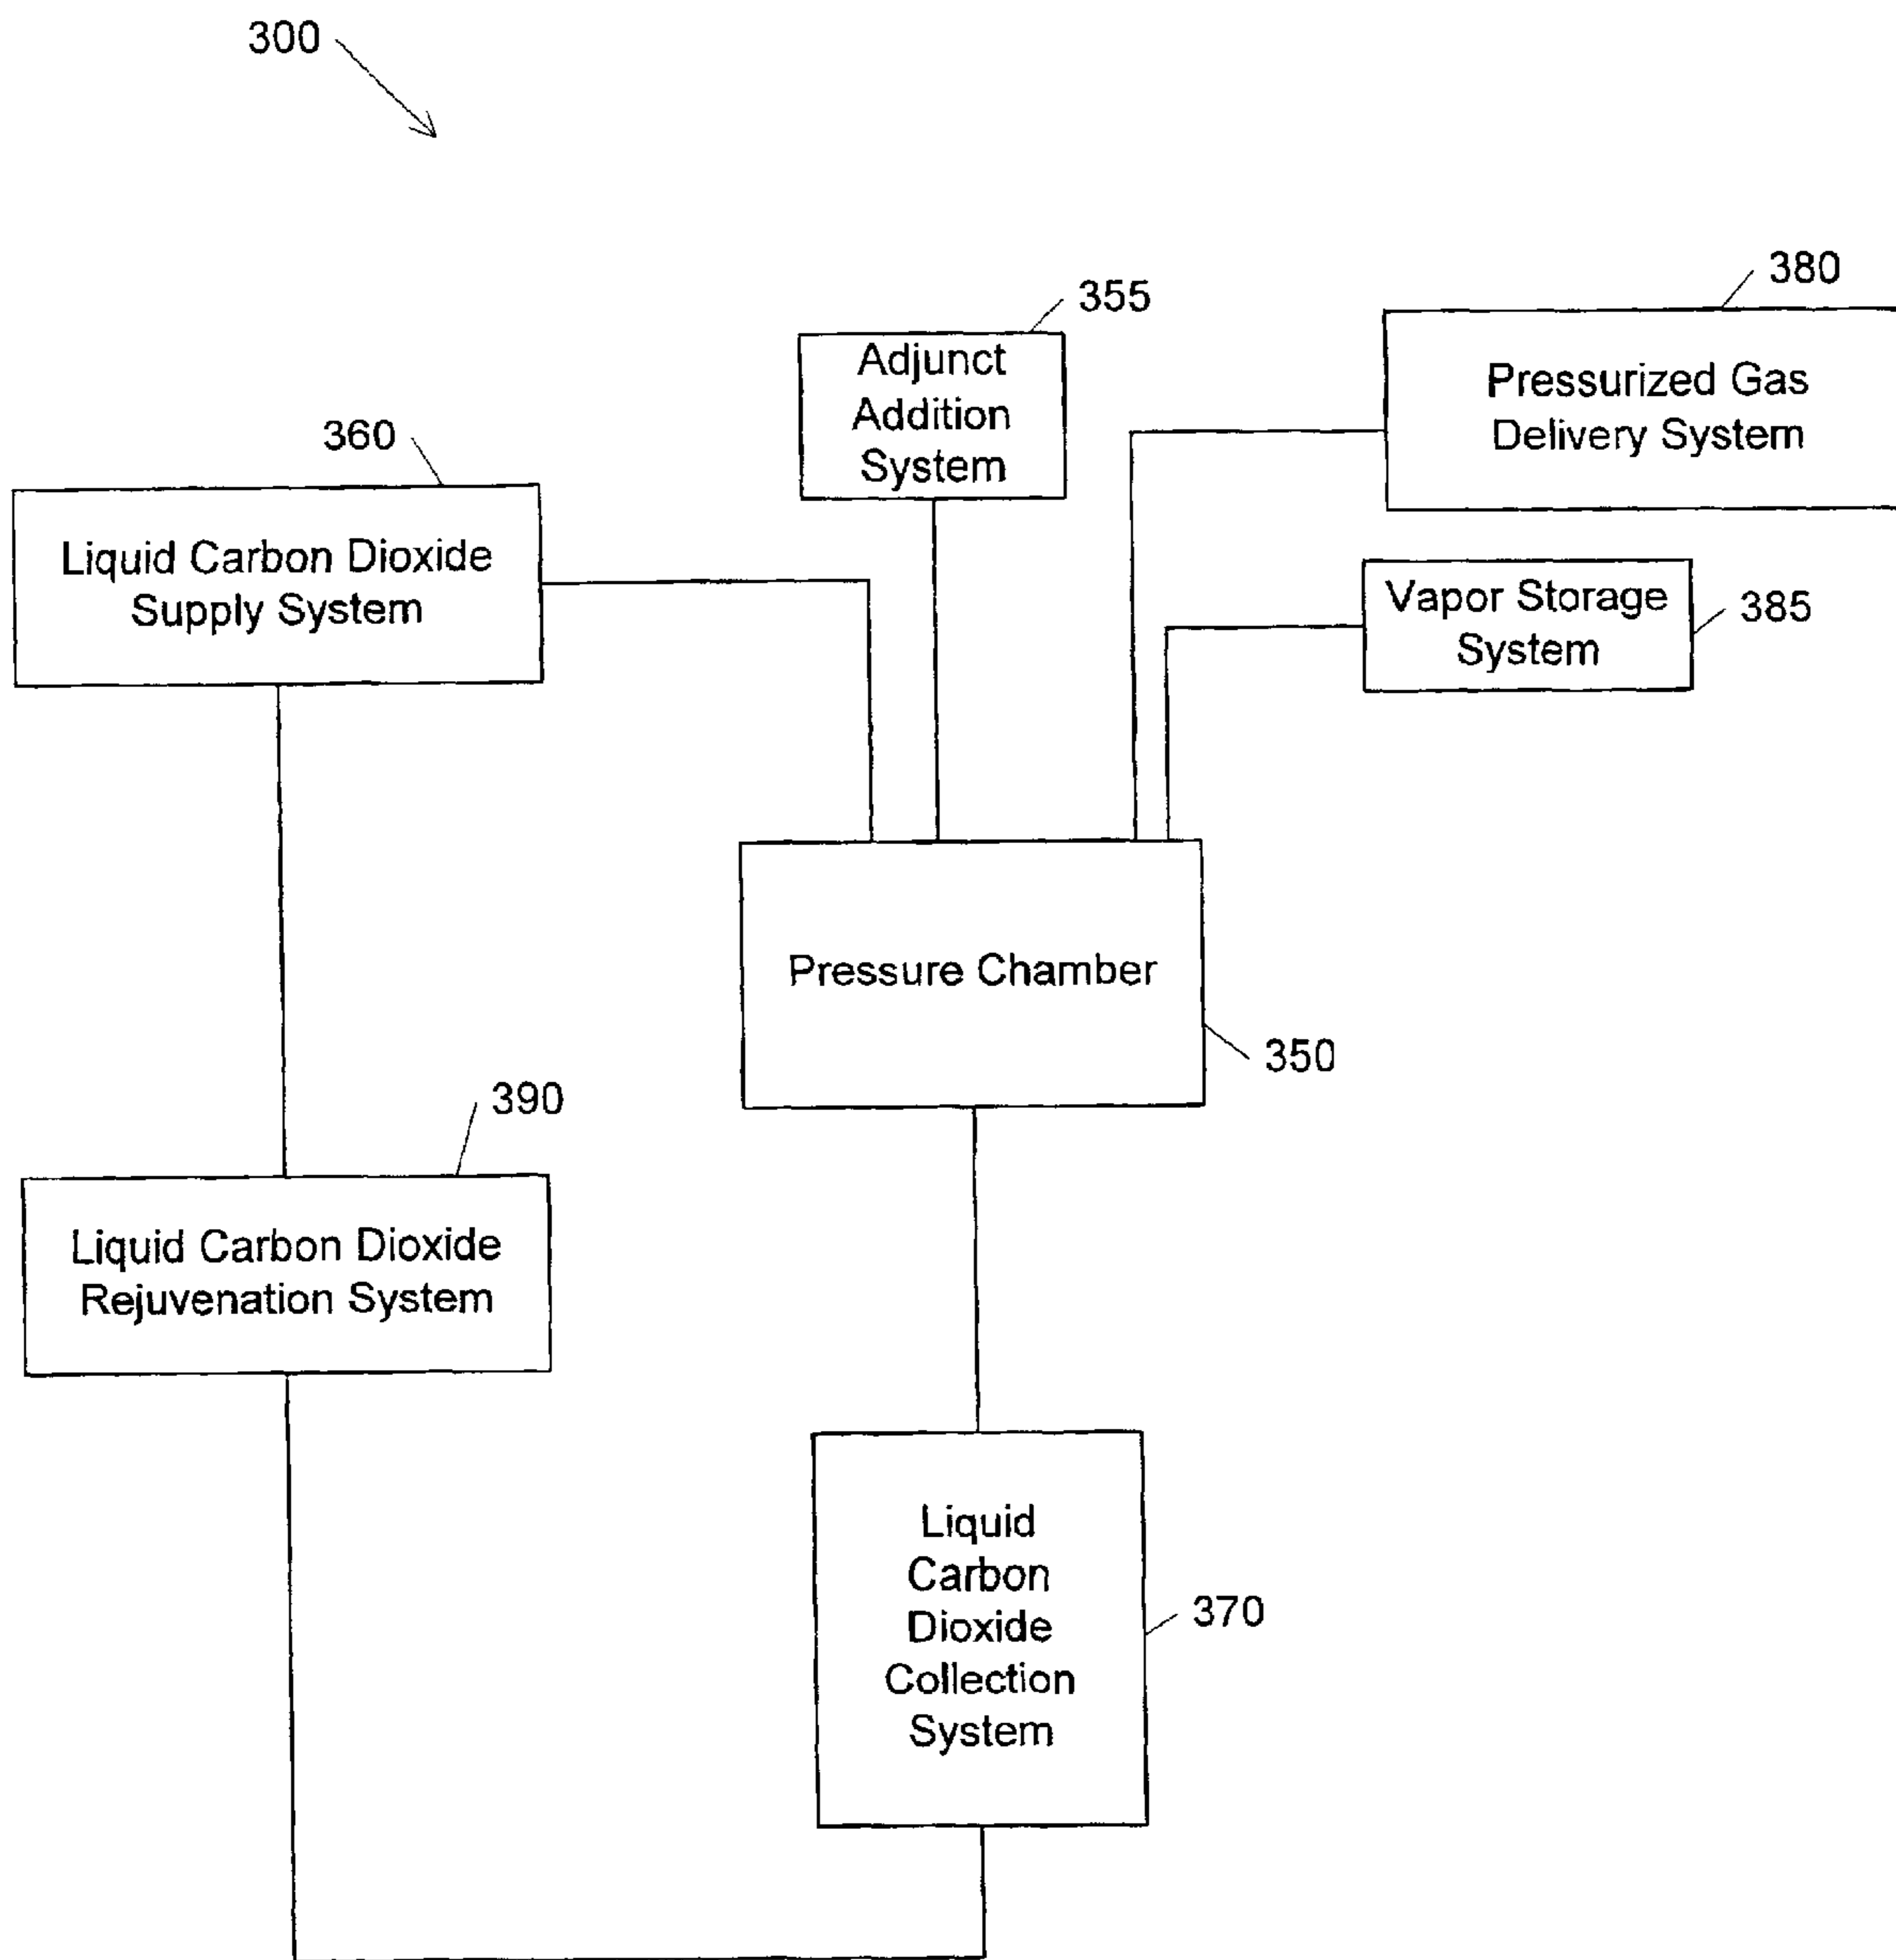 300
380
Pressurized Gas
Delivery System
355
Adjunct
Addition
System
360
Liquid Carbon Dioxide
Supply System
Vapor Storage
System
385
Pressure Chamber
350
390
Liquid Carbon Dioxide
Rejuvenation System
Liquid
Carbon
Dioxide
Collection
System
370